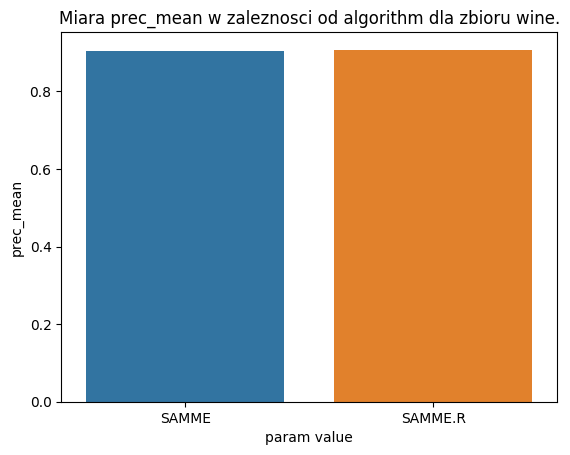 Miara prec_mean w zaleznosci od algorithm dla zbioru wine.
prec_mean
0.8
0.6
0.4
0.2
0.0
SAMME
SAMME.R
param value